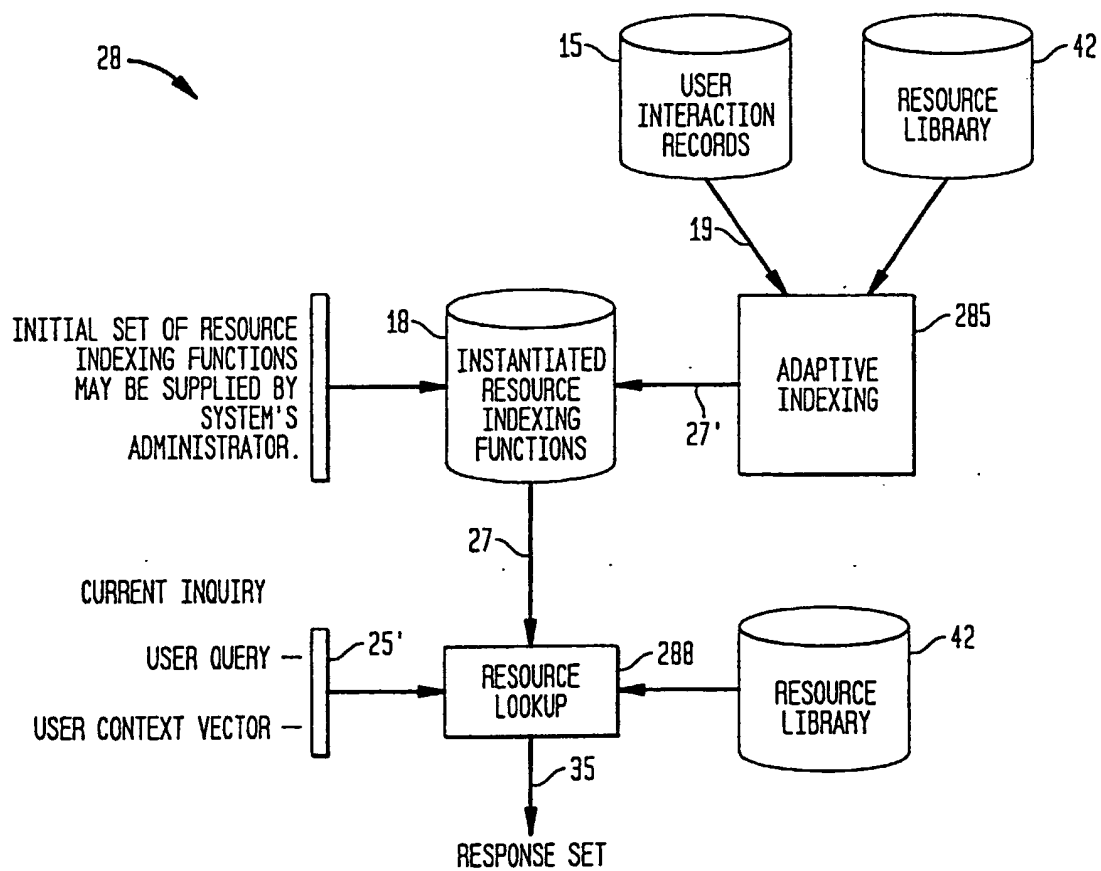 28
15
42
USER
INTERACTION
RECORDS
RESOURCE
LIBRARY
19
INITIAL SET OF RESOURCE
INDEXING FUNCTIONS
MAY BE SUPPLIED BY
SYSTEM'S
ADMINISTRATOR.
18
INSTANTIATED
RESOURCE
INDEXING
FUNCTIONS
27'
ADAPTIVE
INDEXING
285
27
CURRENT INQUIRY
USER QUERY
USER CONTEXT VECTOR
25'
RESOURCE
LOOKUP
288
42
RESOURCE
LIBRARY
35
RESPONSE SET